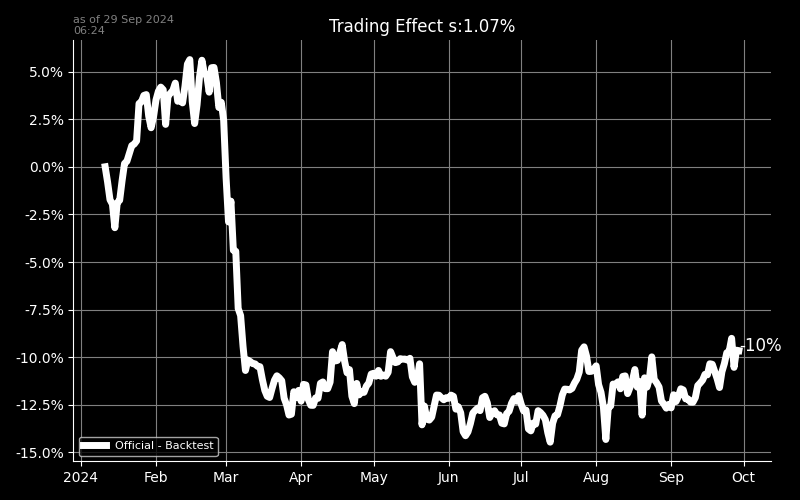 as of 29 Sep 2024
06:24
Trading Effect s:1.07%
5.0%
2.5%
0.0%
-2.5%
-5.0%
-7.5%
-10.0%
-12.5%
-15.0%
-10%
Official - Backtest
2024 Feb Mar Apr May Jun Jul Aug Sep Oct